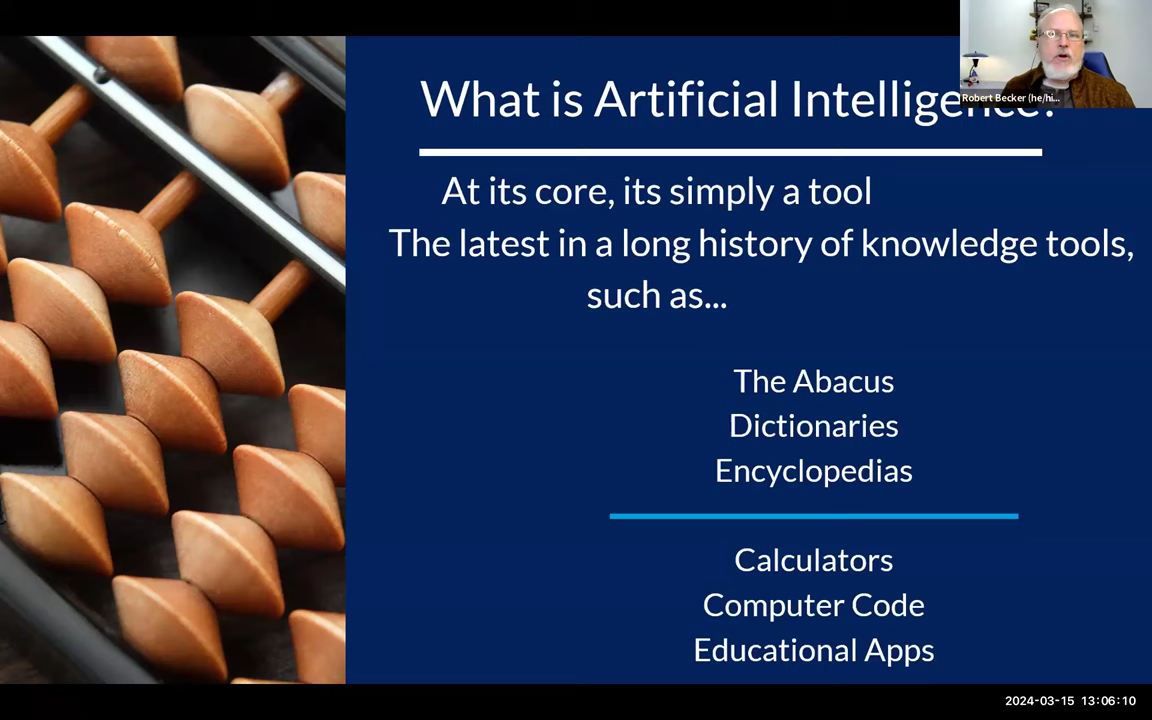 What is Artificial Intelligence?
Robert Becker (he/hi...
At its core, its simply a tool
The latest in a long history of knowledge tools,
such as...
The Abacus
Dictionaries
Encyclopedias
Calculators
Computer Code
Educational Apps
2024-03-15 13:06:10